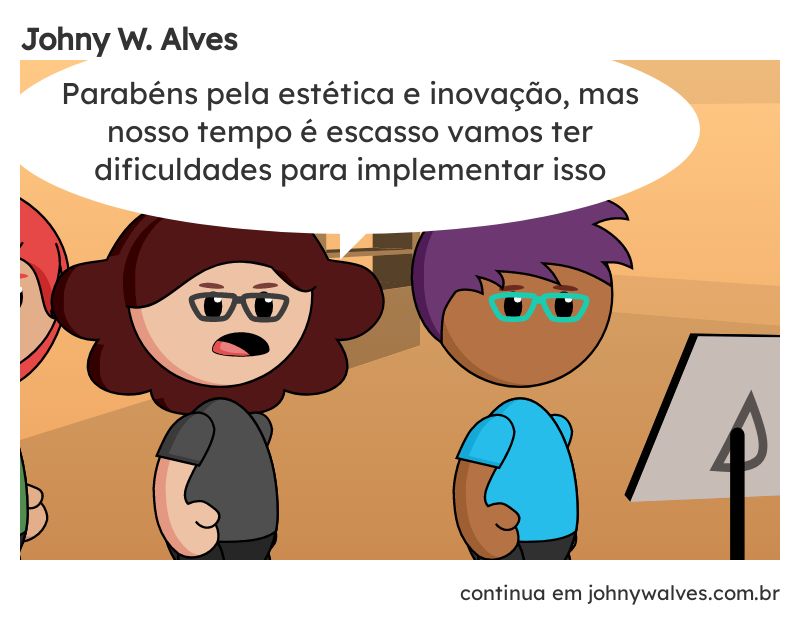 Johny W. Alves
Parabéns pela estética e inovação, mas
nosso tempo é escasso vamos ter
dificuldades para implementar isso
continua em johnywalves.com.br